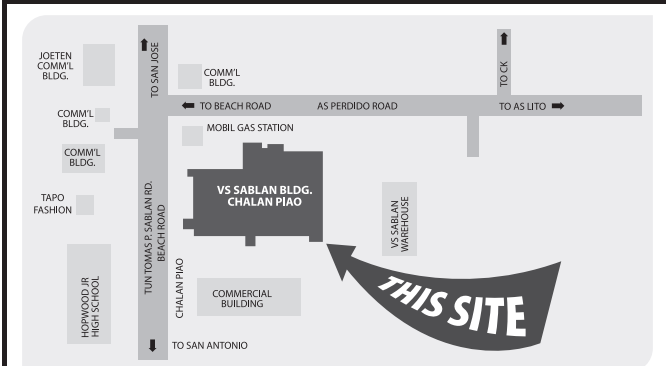 JOETEN
COMM'L
BLDG.
TO SAN JOSE
COMM'L
BLDG.
TO CK
TO BEACH ROAD
AS PERDIDO ROAD
TO AS LITO
COMM'L
BLDG.
MOBIL GAS STATION
COMM'L
BLDG.
TAPO
FASHION
VS SABLAN BLDG.
CHALAN PIAO
VS SABLAN
WAREHOUSE
TUN TOMAS P. SABLAN RD.
BEACH ROAD
CHALAN PIAO
HOPWOOD JR
HIGH SCHOOL
COMMERCIAL
BUILDING
THIS SITE
TO SAN ANTONIO